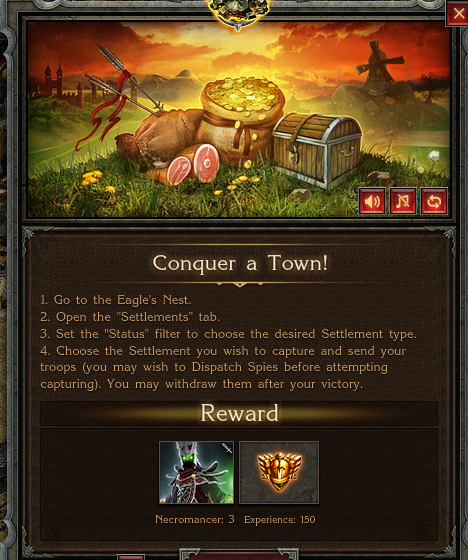 Conquer a Town!
1. Go to the Eagle's Nest.
2. Open the "Settlements" tab.
3. Set the "Status" filter to choose the desired Settlement type.
4. Choose the Settlement you wish to capture and send your
troops (you may wish to Dispatch Spies before attempting
capturing). You may withdraw them after your victory.
Reward
Necromancer: 3 Experience: 150